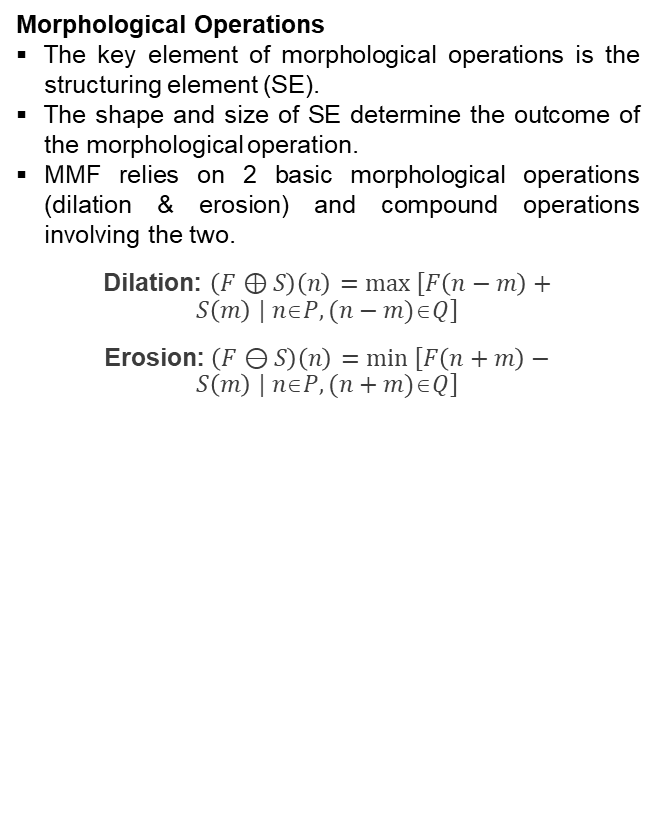 Morphological Operations
▪ The key element of morphological operations is the
structuring element (SE).
▪ The shape and size of SE determine the outcome of
the morphological operation.
▪ MMF relies on 2 basic morphological operations
(dilation & erosion) and compound operations
involving the two.
Dilation: (F ⊕ S)(n) = max [F(n − m) +
S(m) | n∈P, (n − m)∈Q]
Erosion: (F ⊖ S)(n) = min [F(n + m) −
S(m) | n∈P, (n + m)∈Q]